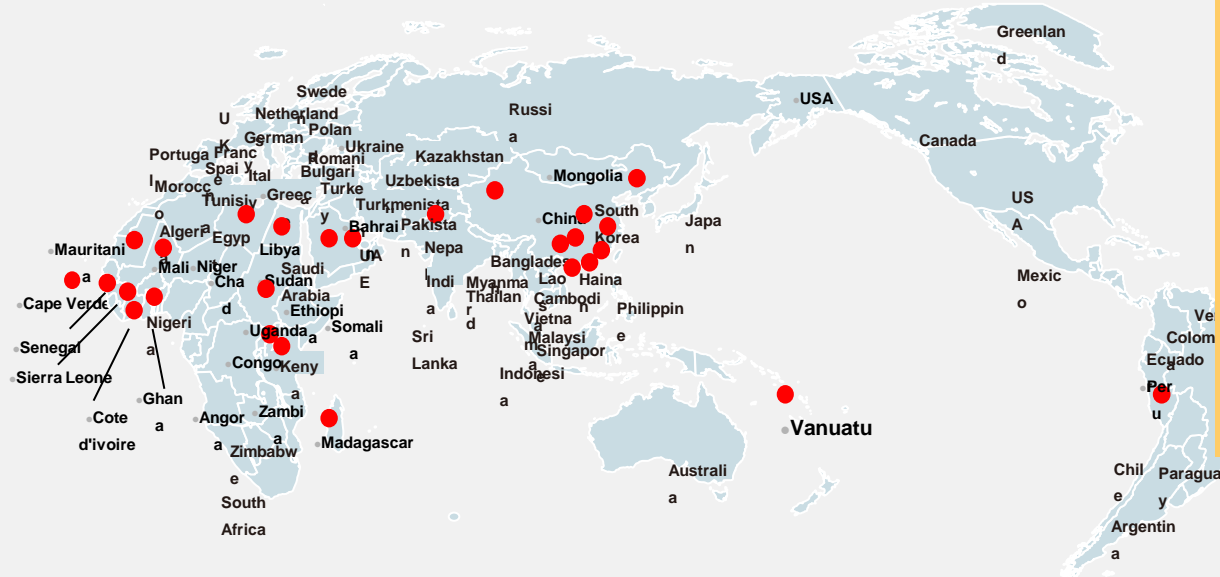 Greenlan
d
Swede
n
USA
U
K
Netherland
s
Russi
a
German
y
Polan
d
Canada
Ukraine
Portuga
l
Franc
e
Romani
a
Kazakhstan
Spai
n
Ital
y
Bulgari
a
Mongolia
Morocc
o
Uzbekista
n
Tunisi
a
Greec
e
Turke
y
US
A
Turkmenista
n
South
Korea
China
Japa
n
Algeri
a
Egyp
t
Bahrai
n
Pakista
n
Mauritani
a
Libya
UA
E
Nepa
l
Banglades
h
Mali
Niger
Saudi
Arabia
Cha
d
Sudan
Indi
a
Myanma
r
Lao
s
Haina
n
Mexic
o
Thailan
d
Cape Verde
Cambodi
a
Ethiopi
a
Philippin
e
Nigeri
a
Vietna
m
Somali
a
Uganda
Sri
Lanka
Malaysi
a
Colom
Senegal
Singapor
e
Ecuado
Congo
Keny
a
Sierra Leone
Indonesi
a
Per
u
Ghan
a
Cote
d'ivoire
Angor
a
Zambi
a
Vanuatu
Madagascar
Zimbabw
e
Australi
a
Chil
e
Paragua
y
South
Africa
Argentin
a